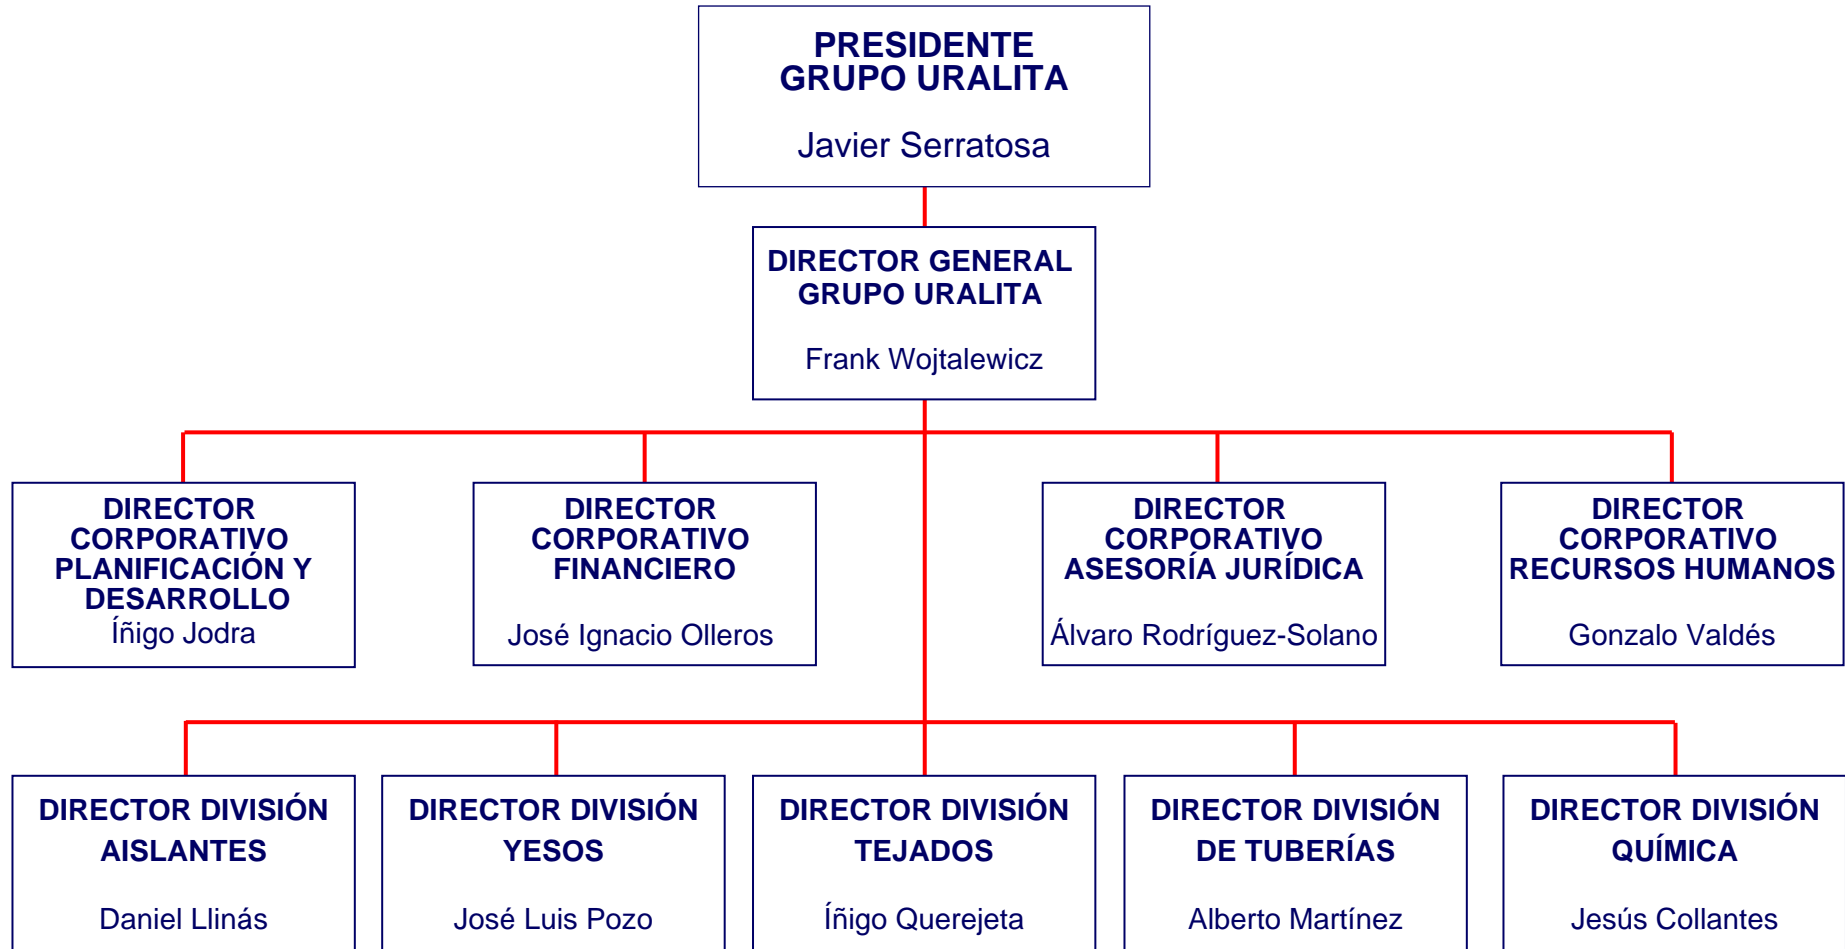 PRESIDENTE
GRUPO URALITA
Javier Serratosa
DIRECTOR GENERAL
GRUPO URALITA
Frank Wojtalewicz
DIRECTOR
CORPORATIVO
PLANIFICACIÓN Y
DESARROLLO
Íñigo Jodra
DIRECTOR
CORPORATIVO
FINANCIERO
José Ignacio Olleros
DIRECTOR
CORPORATIVO
ASESORÍA JURÍDICA
Álvaro Rodríguez-Solano
DIRECTOR
CORPORATIVO
RECURSOS HUMANOS
Gonzalo Valdés
DIRECTOR DIVISIÓN
AISLANTES
Daniel Llinás
DIRECTOR DIVISIÓN
YESOS
José Luis Pozo
DIRECTOR DIVISIÓN
TEJADOS
Íñigo Querejeta
DIRECTOR DIVISIÓN
DE TUBERÍAS
Alberto Martínez
DIRECTOR DIVISIÓN
QUÍMICA
Jesús Collantes